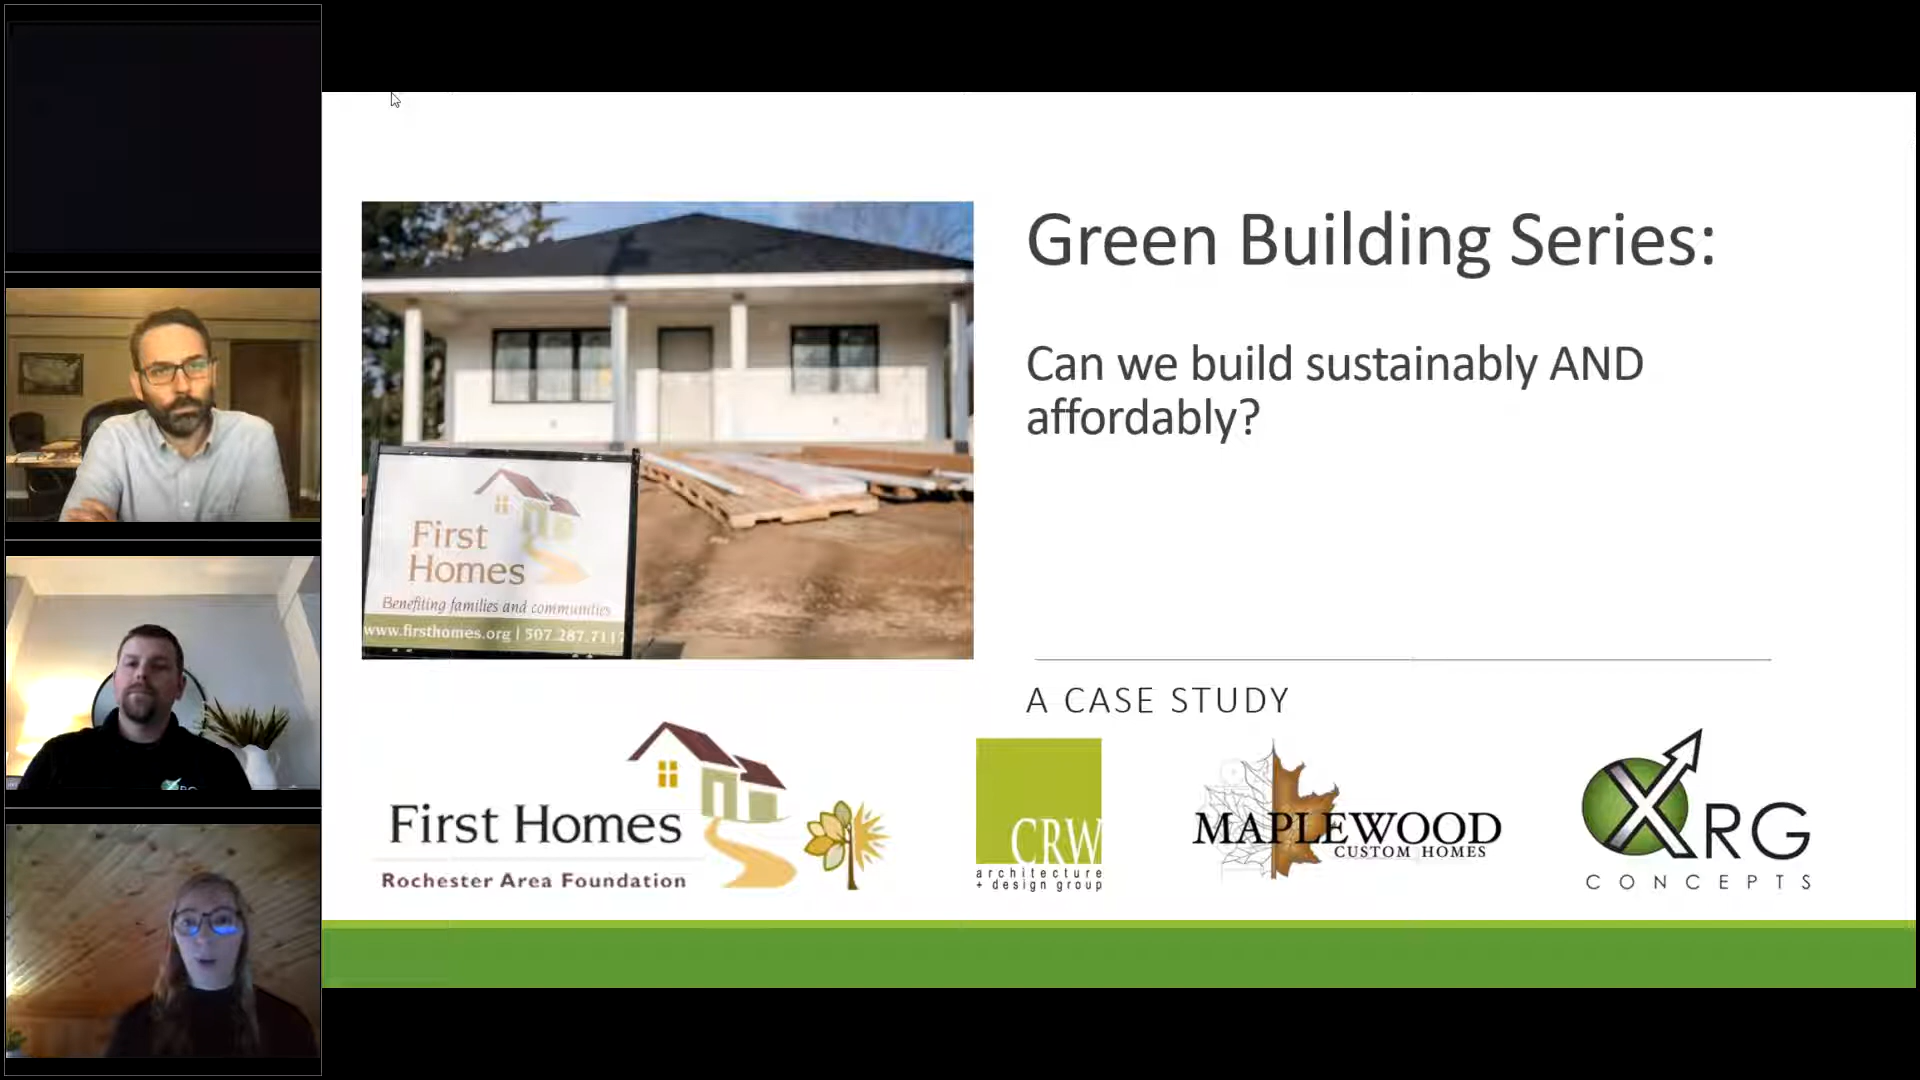 Green Building Series:
Can we build sustainably AND
affordably?
First
Homes
Benefiting families and communities
www.firsthomes.org | 507.287.711
A CASE STUDY
First Homes
Rochester Area Foundation
CRW
architecture
+ design group
MAPLEWOOD
CUSTOM HOMES
XRG
CONCEPTS